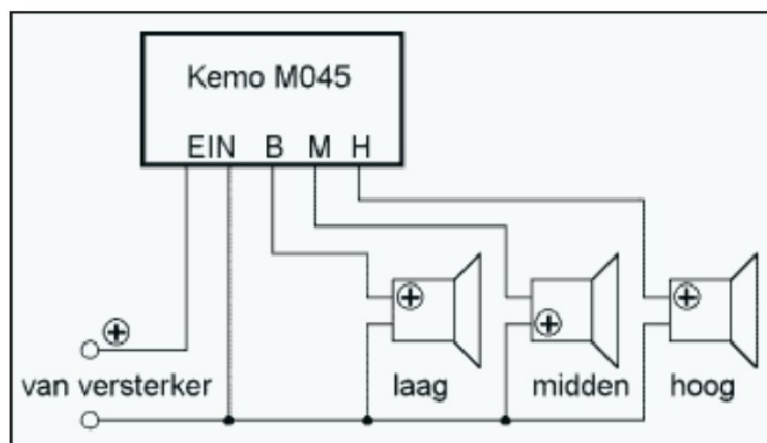 Kemo M045
EIN B M H
van versterker
laag
midden
hoog